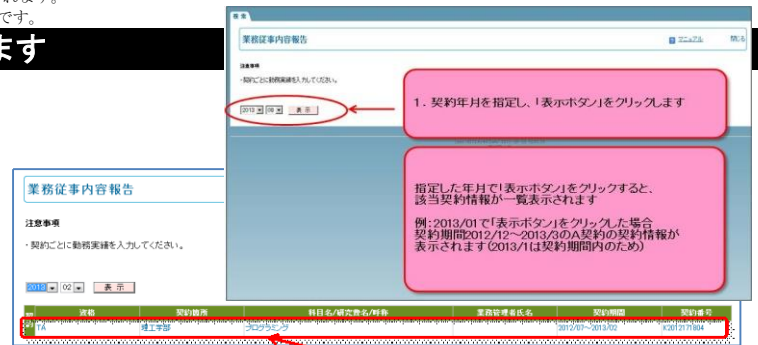 れます。
です。
ます
検 索
業務従事内容報告
マニュアル
閉じる
注意事項
・契約ごとに勤務実績を入力してください。
2013 09 表 示
1. 契約年月を指定し、「表示ボタン」をクリックします
指定した年月で「表示ボタン」をクリックすると、
該当契約情報が一覧表示されます
例:2013/01で「表示ボタン」をクリックした場合
契約期間2012/12~2013/3のA契約の契約情報が
表示されます(2013/1は契約期間内のため)
業務従事内容報告
注意事項
・契約ごとに勤務実績を入力してください。
2013 02 表 示
資格 契約箇所 科目名/研究費名/呼称 業務管理者氏名 契約期間 契約番号
TA 理工学部 プログラミング 2012/07~2013/02 K2012171804